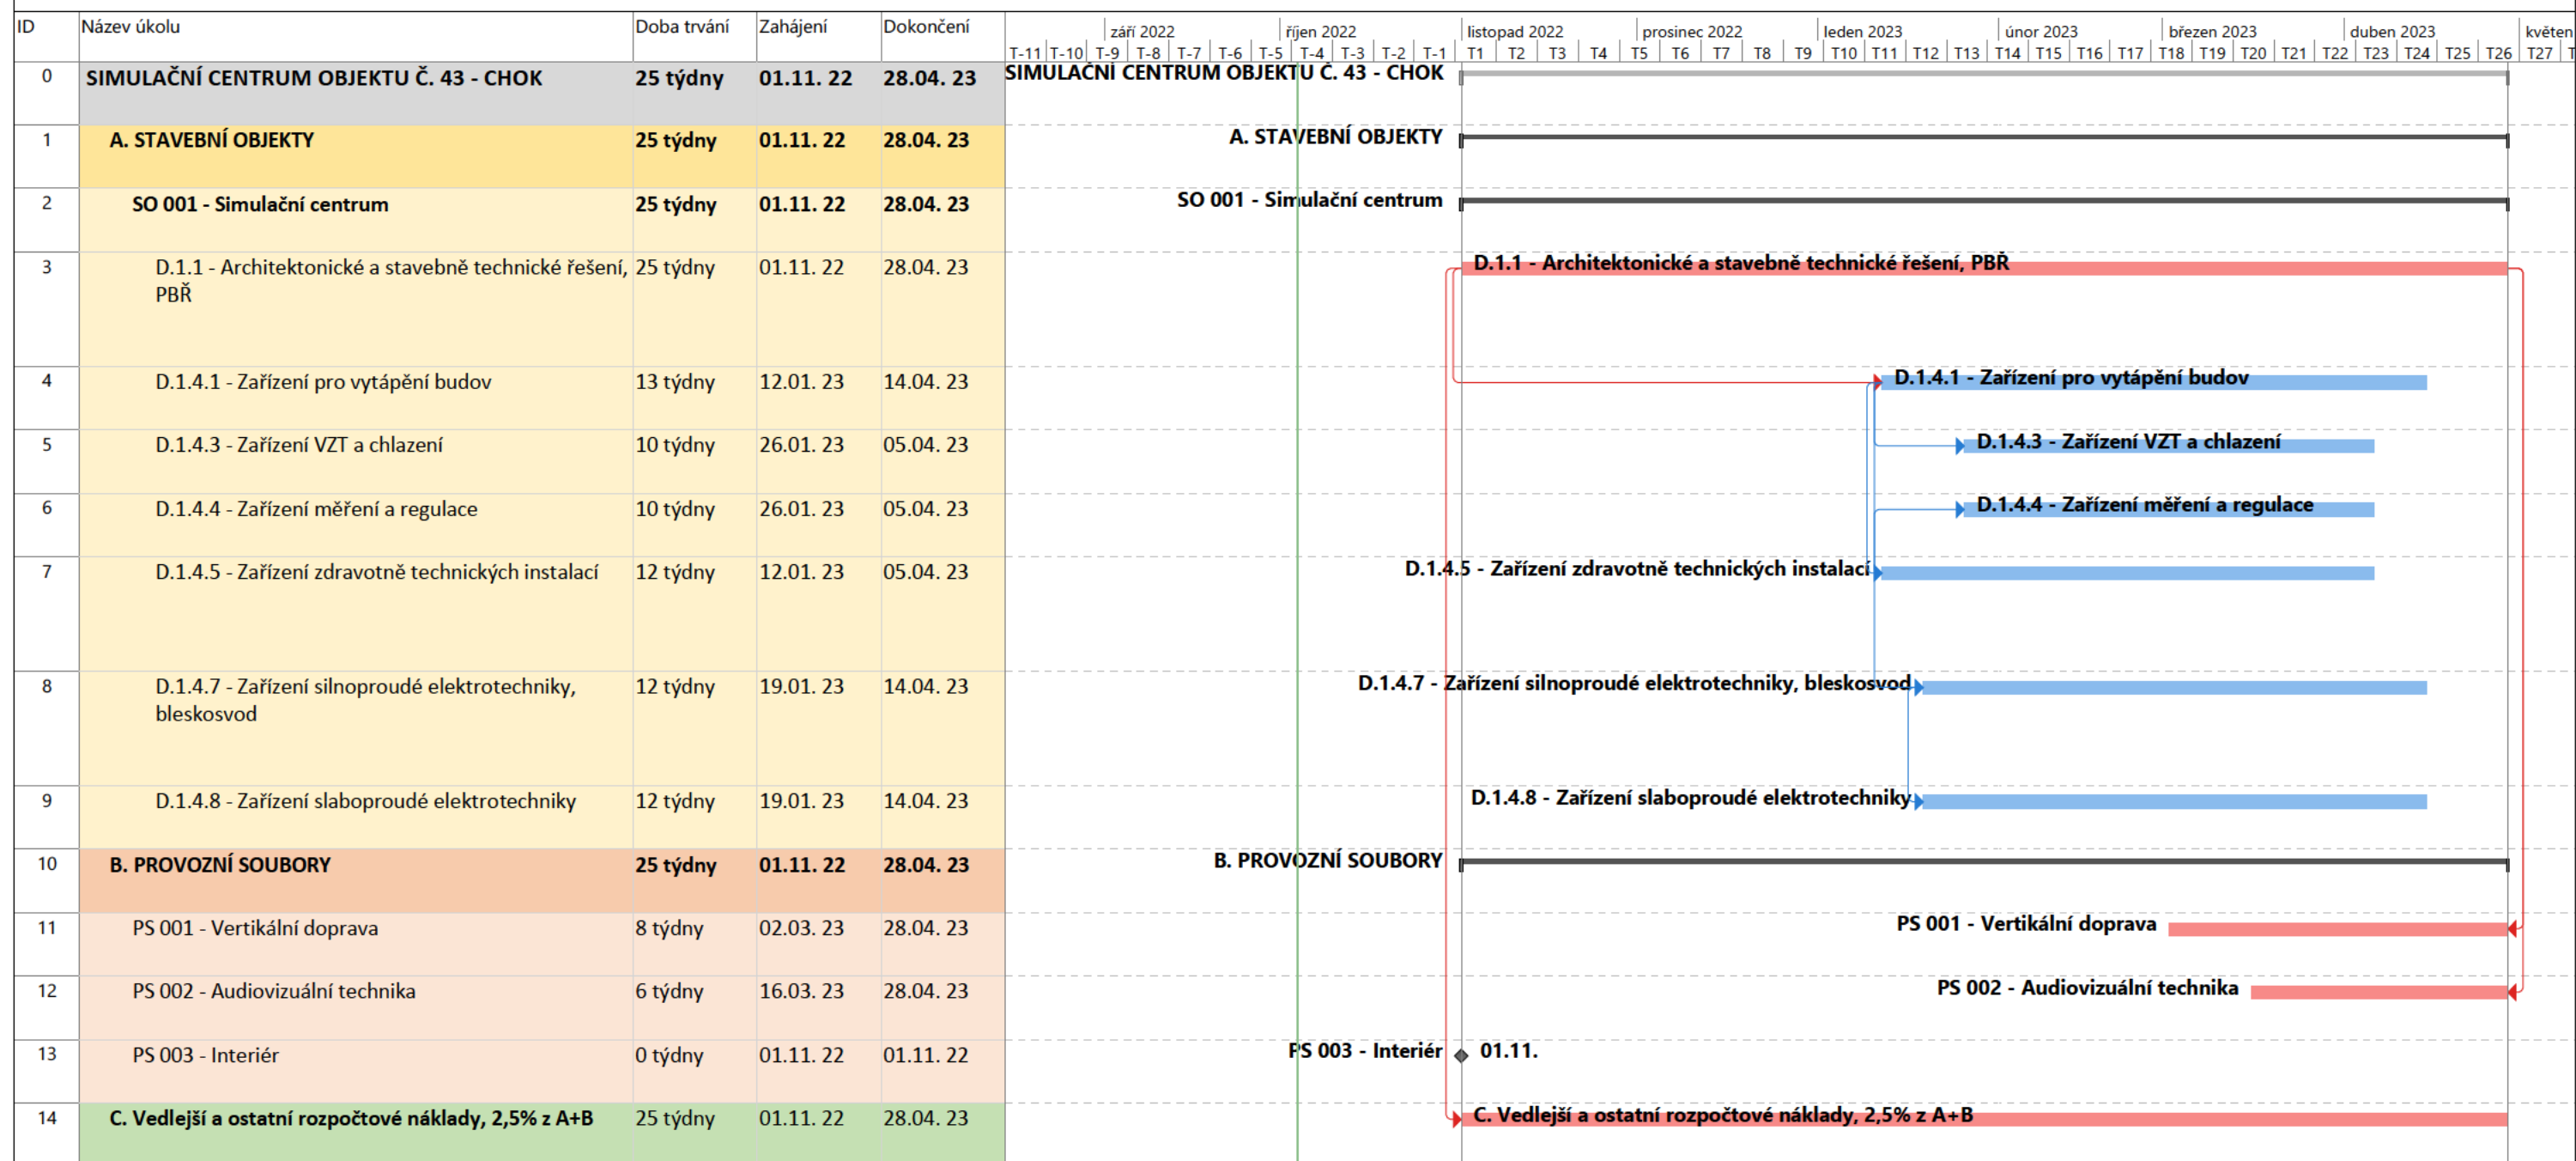 ID Název úkolu Doba trvání Zahájení Dokončení
září 2022 říjen 2022 listopad 2022 prosinec 2022 leden 2023 únor 2023 březen 2023 duben 2023 květen
T-11 T-10 T-9 T-8 T-7 T-6 T-5 T-4 T-3 T-2 T-1 T1 T2 T3 T4 T5 T6 T7 T8 T9 T10 T11 T12 T13 T14 T15 T16 T17 T18 T19 T20 T21 T22 T23 T24 T25 T26 T27
0 SIMULAČNÍ CENTRUM OBJEKTU Č. 43 - CHOK 25 týdny 01.11. 22 28.04. 23 SIMULAČNÍ CENTRUM OBJEKTU Č. 43 - CHOK
1 A. STAVEBNÍ OBJEKTY 25 týdny 01.11. 22 28.04. 23 A. STAVEBNÍ OBJEKTY
2 SO 001 - Simulační centrum 25 týdny 01.11. 22 28.04. 23 SO 001 - Simulační centrum
3 D.1.1 - Architektonické a stavebně technické řešení, 25 týdny 01.11. 22 28.04. 23 D.1.1 - Architektonické a stavebně technické řešení, PBŘ
PBŘ
4 D.1.4.1 - Zařízení pro vytápění budov 13 týdny 12.01. 23 14.04. 23 D.1.4.1 - Zařízení pro vytápění budov
5 D.1.4.3 - Zařízení VZT a chlazení 10 týdny 26.01. 23 05.04. 23 D.1.4.3 - Zařízení VZT a chlazení
6 D.1.4.4 - Zařízení měření a regulace 10 týdny 26.01. 23 05.04. 23 D.1.4.4 - Zařízení měření a regulace
7 D.1.4.5 - Zařízení zdravotně technických instalací 12 týdny 12.01. 23 05.04. 23 D.1.4.5 - Zařízení zdravotně technických instalací
8 D.1.4.7 - Zařízení silnoproudé elektrotechniky, 12 týdny 19.01. 23 14.04. 23 D.1.4.7 - Zařízení silnoproudé elektrotechniky, bleskosvod
bleskosvod
9 D.1.4.8 - Zařízení slaboproudé elektrotechniky 12 týdny 19.01. 23 14.04. 23 D.1.4.8 - Zařízení slaboproudé elektrotechniky
10 B. PROVOZNÍ SOUBORY 25 týdny 01.11. 22 28.04. 23 B. PROVOZNÍ SOUBORY
11 PS 001 - Vertikální doprava 8 týdny 02.03. 23 28.04. 23 PS 001 - Vertikální doprava
12 PS 002 - Audiovizuální technika 6 týdny 16.03. 23 28.04. 23 PS 002 - Audiovizuální technika
13 PS 003 - Interiér 0 týdny 01.11. 22 01.11. 22 PS 003 - Interiér 01.11.
14 C. Vedlejší a ostatní rozpočtové náklady, 2,5% z A+B 25 týdny 01.11. 22 28.04. 23 C. Vedlejší a ostatní rozpočtové náklady, 2,5% z A+B